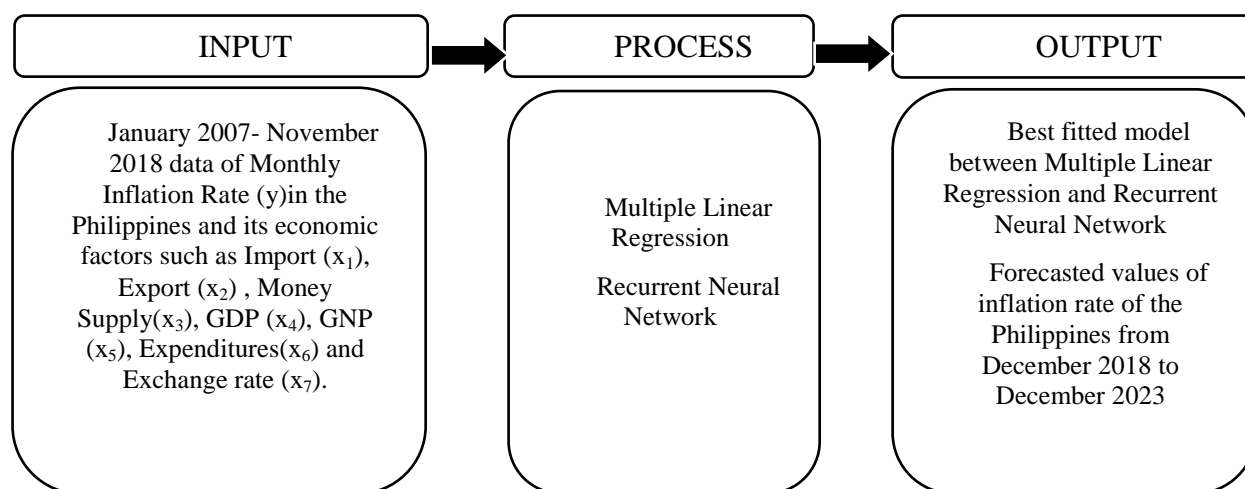 INPUT
PROCESS
OUTPUT
January 2007- November
2018 data of Monthly
Inflation Rate (y)in the
Philippines and its economic
factors such as Import (x₁),
Export (x₂) , Money
Supply(x₃), GDP (x₄), GNP
(x₅), Expenditures(x₆) and
Exchange rate (x₇).
Multiple Linear
Regression
Recurrent Neural
Network
Best fitted model
between Multiple Linear
Regression and Recurrent
Neural Network
Forecasted values of
inflation rate of the
Philippines from
December 2018 to
December 2023